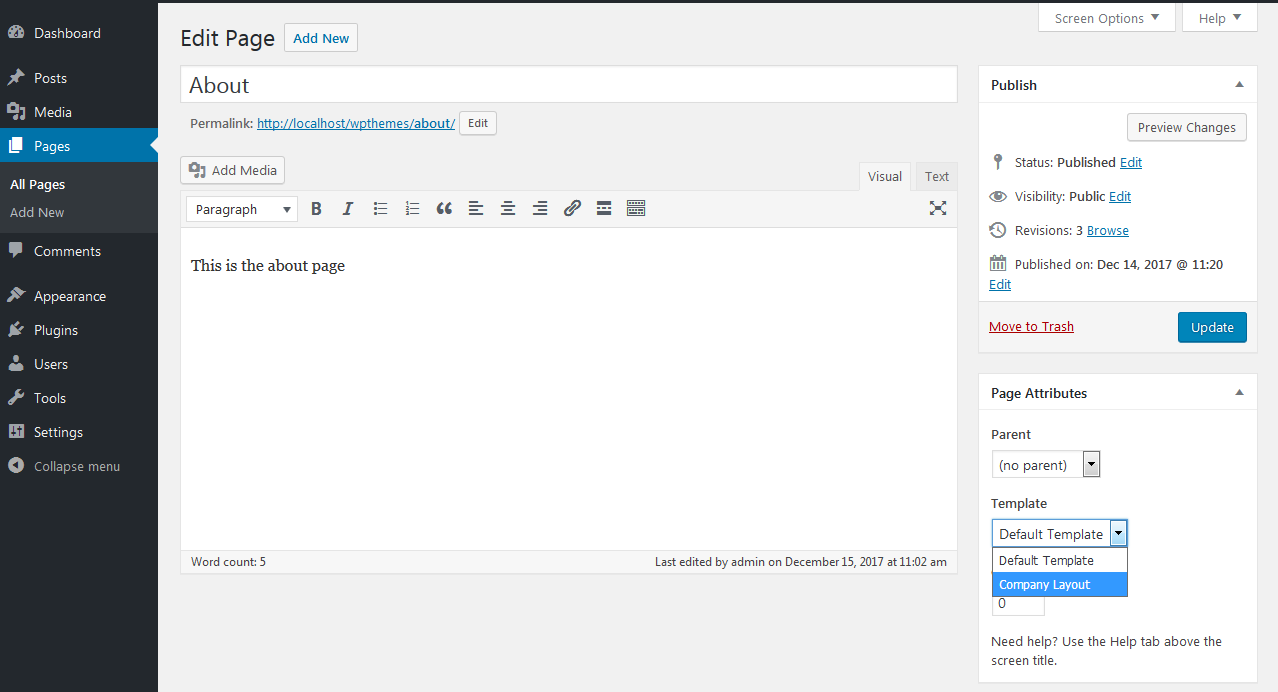 Dashboard
Posts
Media
Pages
All Pages
Add New
Comments
Appearance
Plugins
Users
Tools
Settings
Collapse menu
Screen Options
Help
Edit Page
Add New
About
Permalink: http://localhost/wpthemes/about/ Edit
Add Media
Visual
Text
Paragraph
This is the about page
Word count: 5
Last edited by admin on December 15, 2017 at 11:02 am
Publish
Preview Changes
Status: Published Edit
Visibility: Public Edit
Revisions: 3 Browse
Published on: Dec 14, 2017 @ 11:20
Edit
Move to Trash
Update
Page Attributes
Parent
(no parent)
Template
Default Template
Default Template
Company Layout
0
Need help? Use the Help tab above the
screen title.